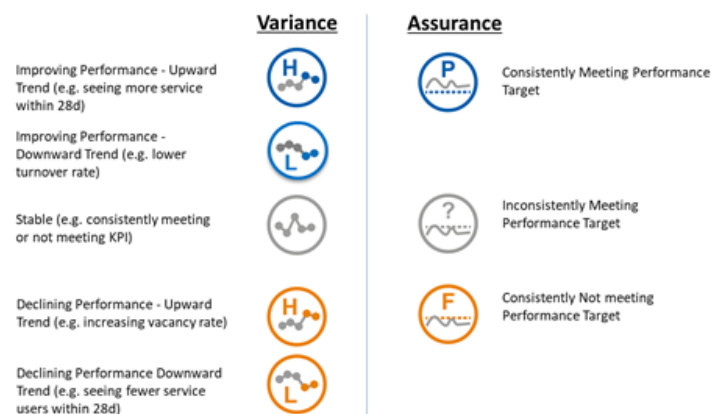 Variance
Improving Performance - Upward
Trend (e.g. seeing more service
within 28d)
H
Improving Performance -
Downward Trend (e.g. lower
turnover rate)
L
Stable (e.g. consistently meeting
or not meeting KPI)
Declining Performance - Upward
Trend (e.g. increasing vacancy rate)
H
Declining Performance Downward
Trend (e.g. seeing fewer service
users within 28d)
L
Assurance
P
Consistently Meeting Performance
Target
?
Inconsistently Meeting
Performance Target
F
Consistently Not meeting
Performance Target